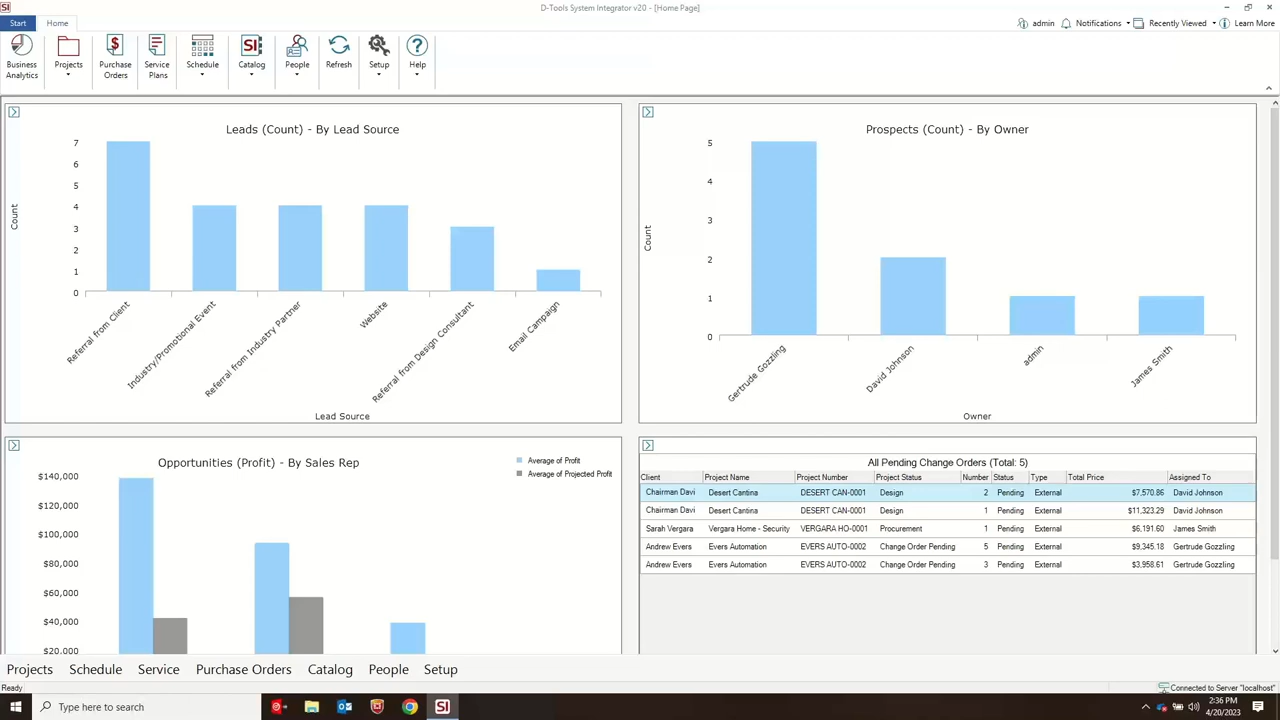 D-Tools System Integrator v20 - [Home Page]
Start Home
admin Notifications Recently Viewed Learn More
Business Analytics
Projects
Purchase Orders
Service Plans
Schedule
SI
Catalog
People
Refresh
Setup
Help
Leads (Count) - By Lead Source
Count
7
6
5
4
3
2
1
0
Referral from Client
Industry/Promotional Event
Referral from Industry Partner
Website
Referral from Design Consultant
Email Campaign
Lead Source
Prospects (Count) - By Owner
Count
5
4
3
2
1
0
Gertrude Gozzling
David Johnson
admin
James Smith
Owner
Opportunities (Profit) - By Sales Rep
Average of Profit
Average of Projected Profit
$140,000
$120,000
$100,000
$80,000
$60,000
$40,000
$20,000
All Pending Change Orders (Total: 5)
Client Project Name Project Number Project Status Number Status Type Total Price Assigned To
Chairman Davi Desert Cantina DESERT CAN-0001 Design 2 Pending External $7,570.86 David Johnson
Chairman Davi Desert Cantina DESERT CAN-0001 Design 1 Pending External $11,323.29 David Johnson
Sarah Vergara Vergara Home - Security VERGARA HO-0001 Procurement 1 Pending External $6,191.60 James Smith
Andrew Evers Evers Automation EVERS AUTO-0002 Change Order Pending 5 Pending External $9,345.18 Gertrude Gozzling
Andrew Evers Evers Automation EVERS AUTO-0002 Change Order Pending 3 Pending External $3,958.61 Gertrude Gozzling
Projects Schedule Service Purchase Orders Catalog People Setup
Ready
Connected to Server "localhost"
Type here to search
SI
2:36 PM
4/20/2023